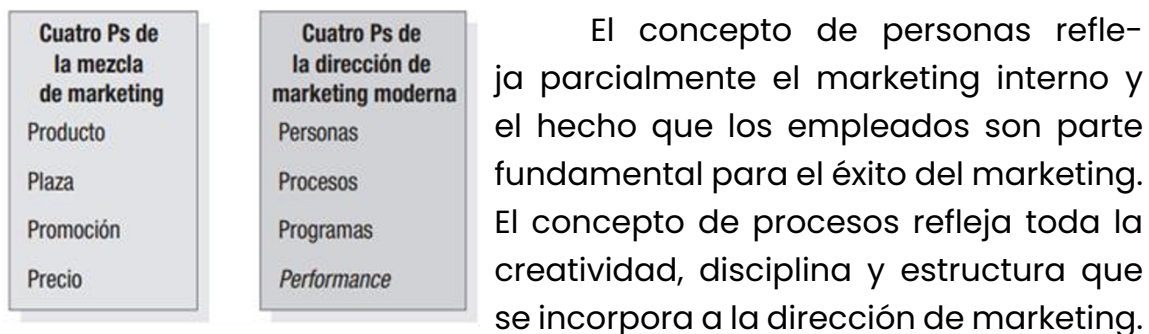 Cuatro Ps de
la mezcla
de marketing
Producto
Plaza
Promoción
Precio
Cuatro Ps de
la dirección de
marketing moderna
Personas
Procesos
Programas
Performance
El concepto de personas refle-
ja parcialmente el marketing interno y
el hecho que los empleados son parte
fundamental para el éxito del marketing.
El concepto de procesos refleja toda la
creatividad, disciplina y estructura que
se incorpora a la dirección de marketing.